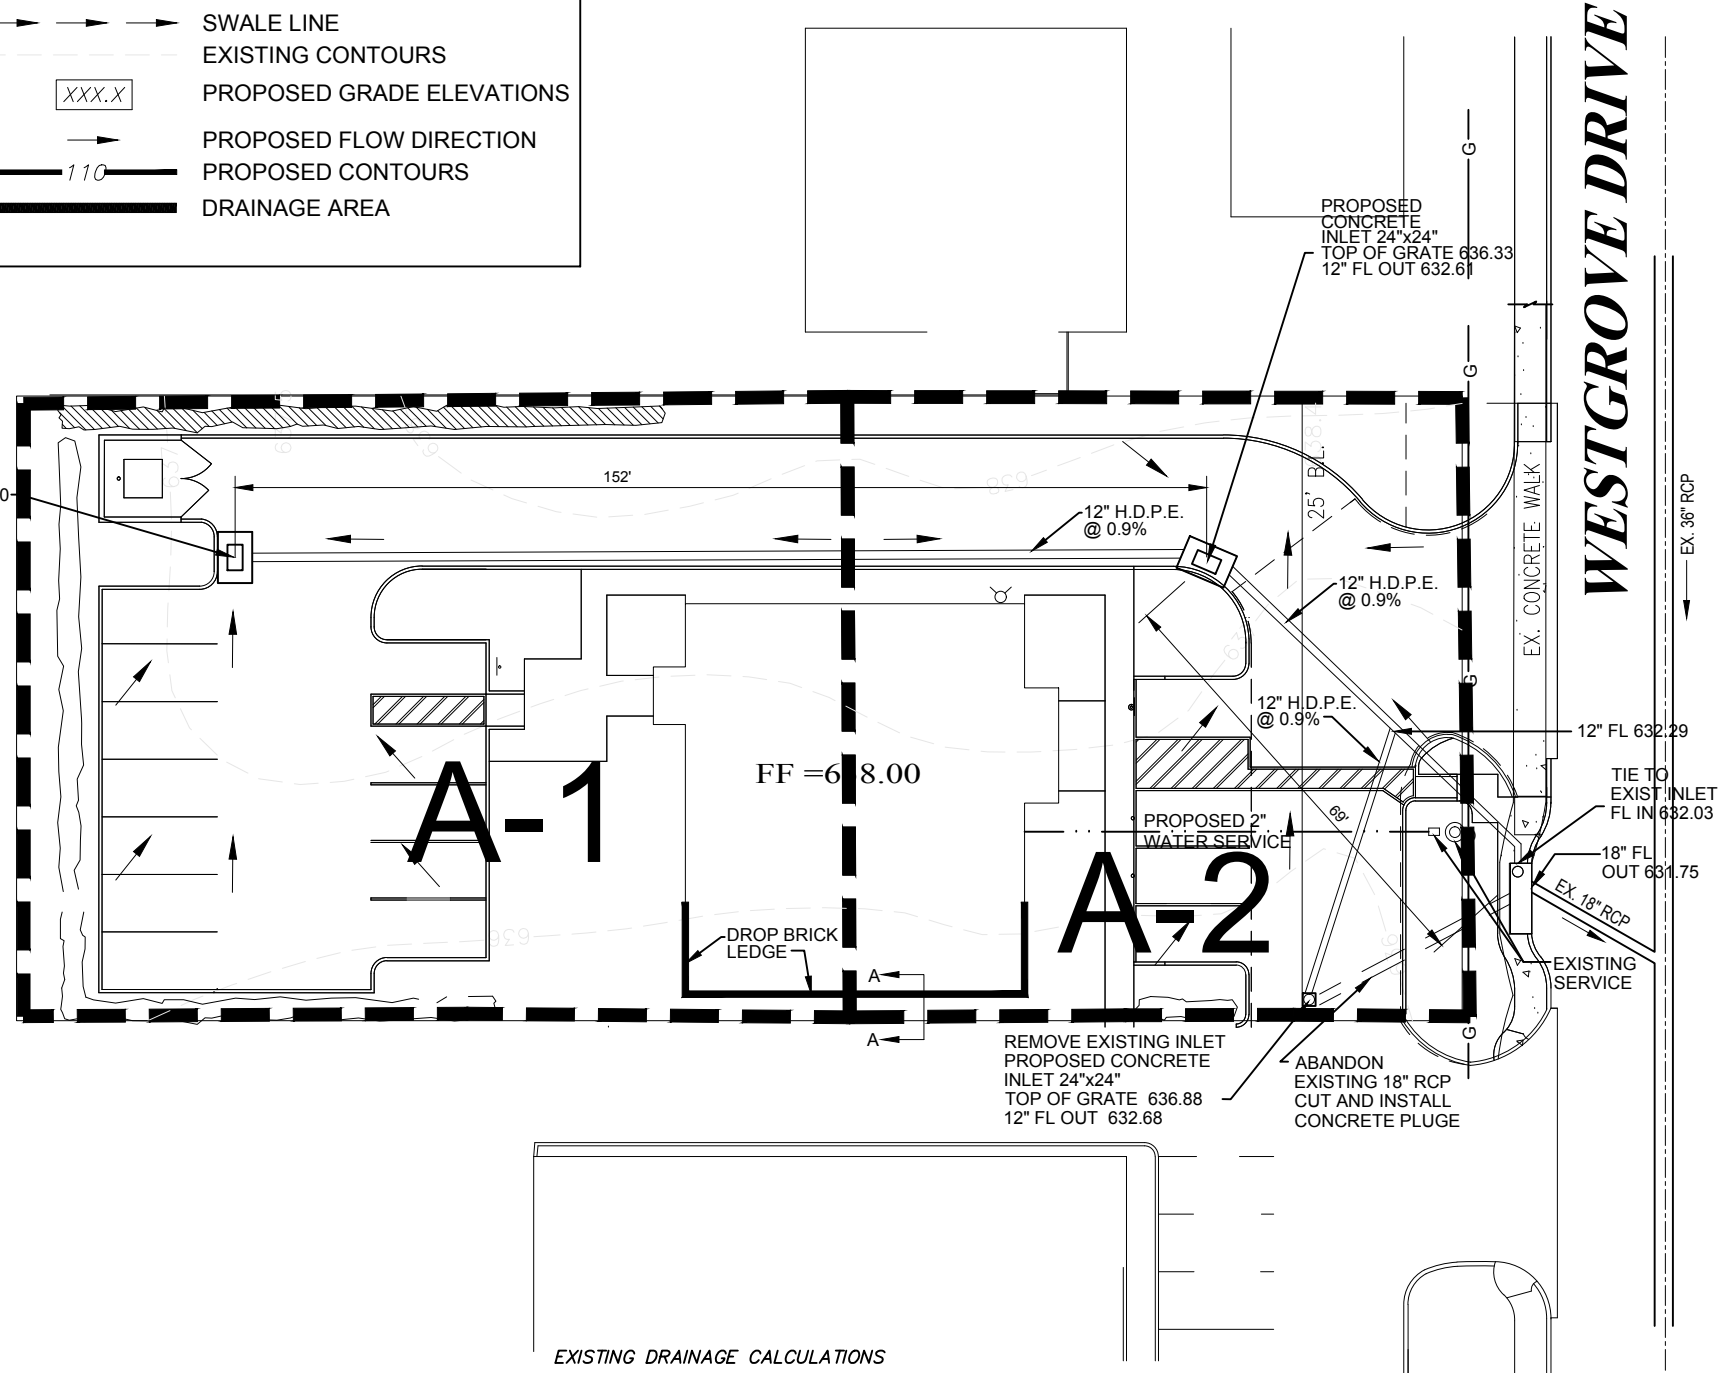 SWALE LINE
EXISTING CONTOURS
XXX.X
PROPOSED GRADE ELEVATIONS
PROPOSED FLOW DIRECTION
110
PROPOSED CONTOURS
DRAINAGE AREA
WESTGROVE DRIVE
G
PROPOSED
CONCRETE
INLET 24"x24"
TOP OF GRATE 636.33
12" FL OUT 632.61
G
638
152'
25' B.L.
EX. CONCRETE WALK
EX. 36" RCP
12" H.D.P.E.
@ 0.9%
12" H.D.P.E.
@ 0.9%
G
12" H.D.P.E.
@ 0.9%
12" FL 632.29
FF =6 8.00
A-1
TIE TO
EXIST INLET
FL IN 632.03
PROPOSED 2"
WATER SERVICE
69'
18" FL
OUT 631.75
EX. 18" RCP
A-2
636
DROP BRICK
LEDGE
A
EXISTING
SERVICE
A
G
REMOVE EXISTING INLET
PROPOSED CONCRETE
INLET 24"x24"
TOP OF GRATE 636.88
12" FL OUT 632.68
ABANDON
EXISTING 18" RCP
CUT AND INSTALL
CONCRETE PLUGE
EXISTING DRAINAGE CALCULATIONS